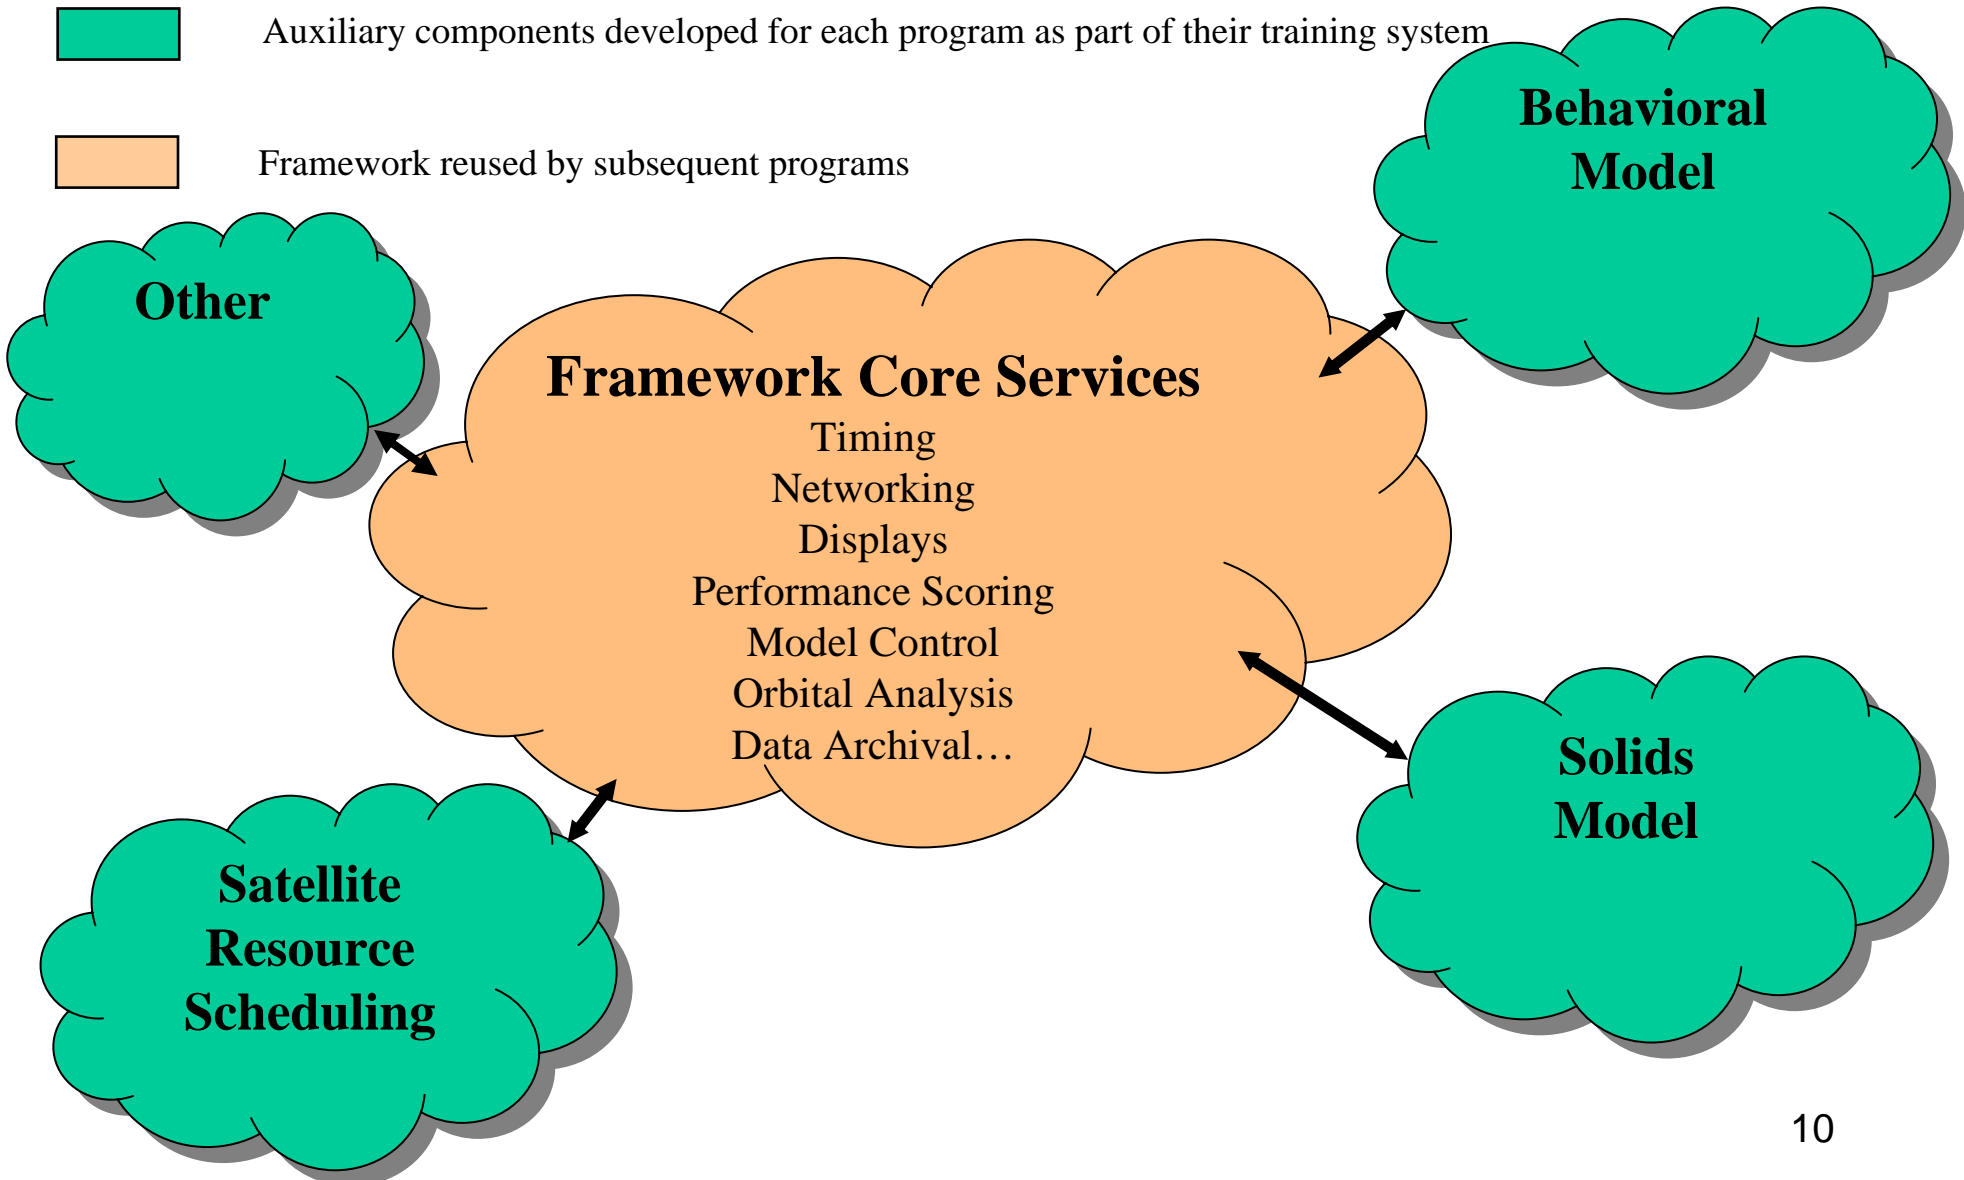 Auxiliary components developed for each program as part of their training system
Framework reused by subsequent programs
Behavioral
Model
Other
Framework Core Services
Timing
Networking
Displays
Performance Scoring
Model Control
Orbital Analysis
Data Archival…
Solids
Model
Satellite
Resource
Scheduling
10